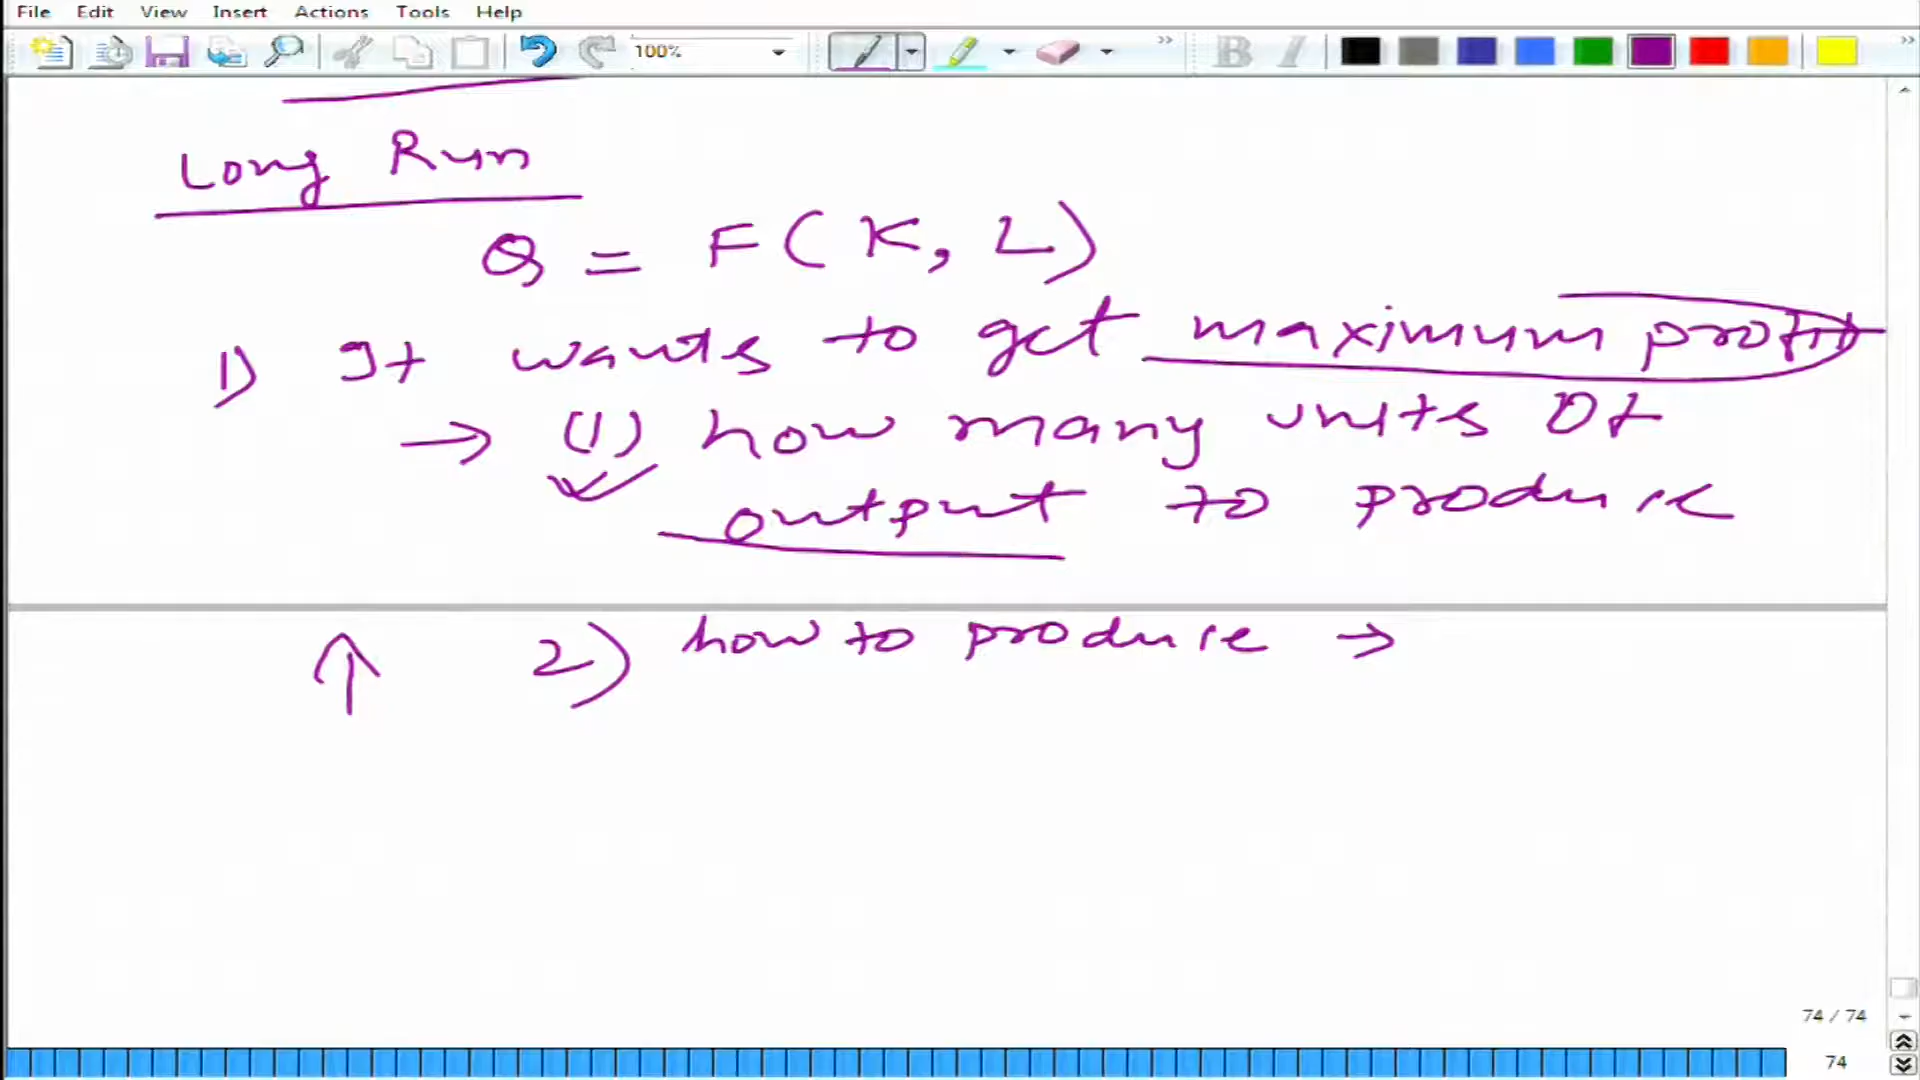 File Edit View Insert Actions Tools Help
100%
Long Run
Q = F(K, L)
1) It wants to get maximum profit
→ (1) how many units of
output to produce
2) how to produce →
74 / 74
74